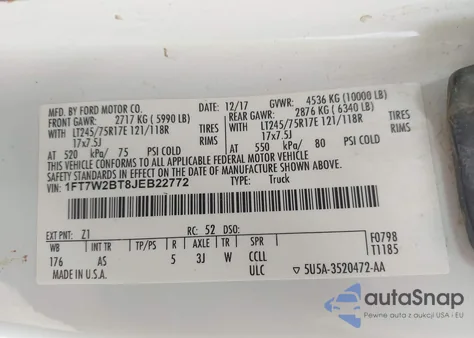 MFD. BY FORD MOTOR CO.
DATE: 12/17 GVWR: 4536 KG (10000 LB)
FRONT GAWR: 2717 KG (5990 LB) REAR GAWR: 2876 KG (6340 LB)
WITH LT245/75R17E 121/118R WITH LT245/75R17E 121/118R
17x7.5J 17x7.5J
AT 520 kPa/ 75 PSI COLD AT 550 kPa/ 80 PSI COLD
THIS VEHICLE CONFORMS TO ALL APPLICABLE FEDERAL MOTOR VEHICLE
SAFETY STANDARDS IN EFFECT ON THE DATE OF MANUFACTURE SHOWN ABOVE.
VIN: 1FT7W2BT8JEB22772 TYPE: Truck
EXT PNT: Z1 RC: 52 DSO: F0798
WB INT TR TP/PS R AXLE TR SPR T1185
176 AS 5 3J W CCLL
MADE IN U.S.A. ULC ▽ 5U5A-3520472-AA
autoSnap
Pewne auta z USA i EU